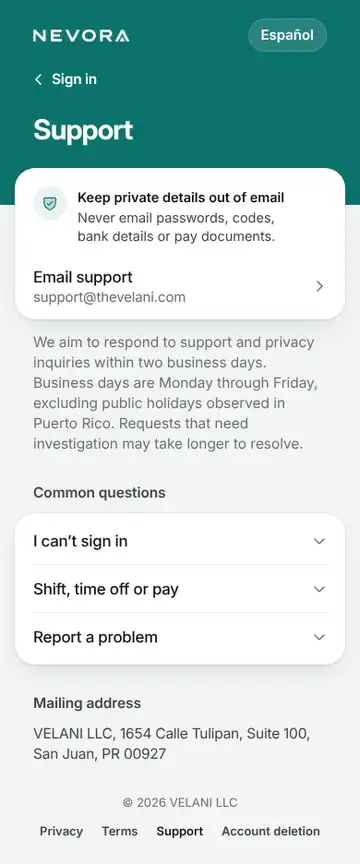 NEVORA
Español
Sign in
Support
Keep private details out of email
Never email passwords, codes,
bank details or pay documents.
Email support
support@thevelani.com
We aim to respond to support and privacy
inquiries within two business days.
Business days are Monday through Friday,
excluding public holidays observed in
Puerto Rico. Requests that need
investigation may take longer to resolve.
Common questions
I can’t sign in
Shift, time off or pay
Report a problem
Mailing address
VELANI LLC, 1654 Calle Tulipan, Suite 100,
San Juan, PR 00927
© 2026 VELANI LLC
Privacy Terms Support Account deletion